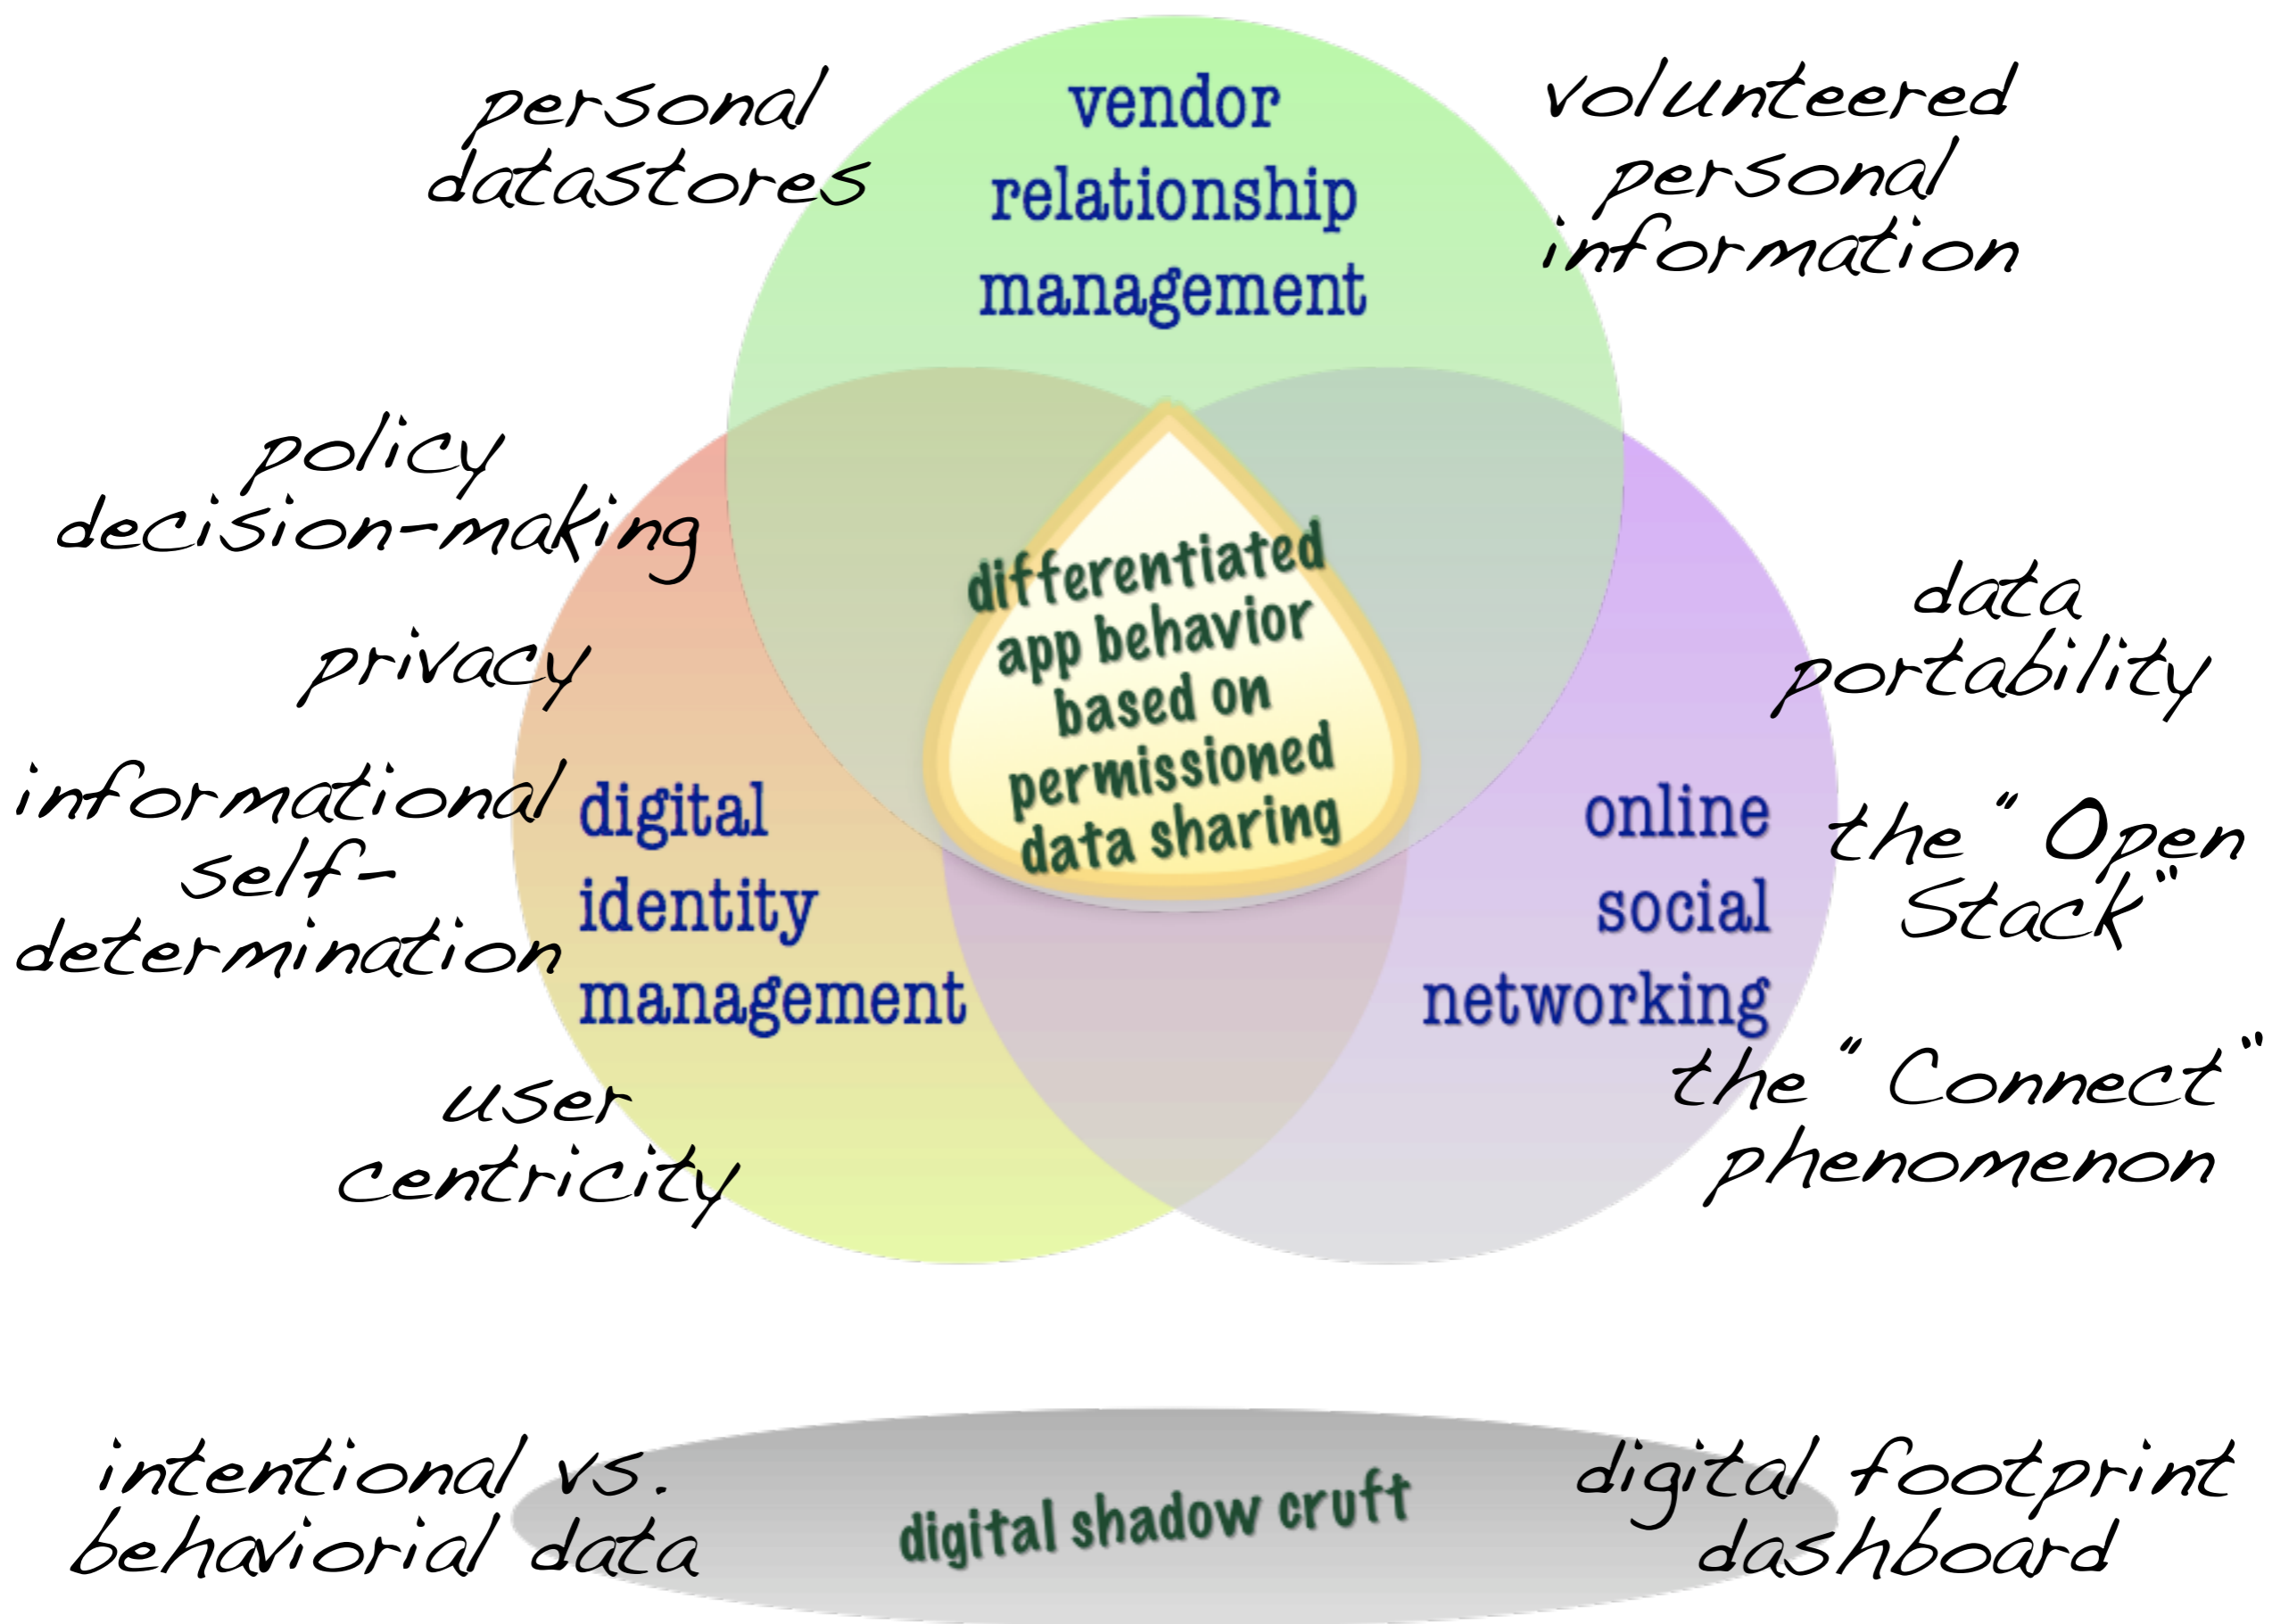 personal
datastores
vendor
relationship
management
volunteered
personal
information
policy
decision-making
privacy
informational
self-
determination
user
centricity
digital
identity
management
differentiated
app behavior
based on
permissioned
data sharing
online
social
networking
data
portability
the "Open
Stack"
the "Connect"
phenomenon
intentional vs.
behaviorial data
digital shadow cruft
digital footprint
dashboard